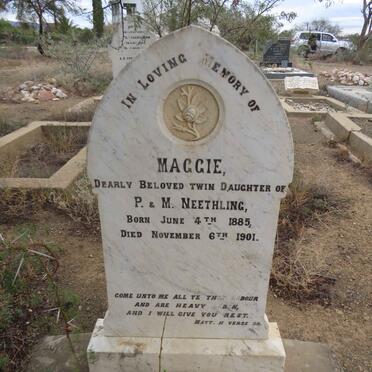 IN LOVING MEMORY OF
MAGGIE,
DEARLY BELOVED TWIN DAUGHTER OF
P. & M. NEETHLING,
BORN JUNE 4TH 1885,
DIED NOVEMBER 6TH 1901.
COME UNTO ME ALL YE
AND ARE HEAVY
AND I WILL GIVE YOU REST.
MATT. 11 VERSE 28.